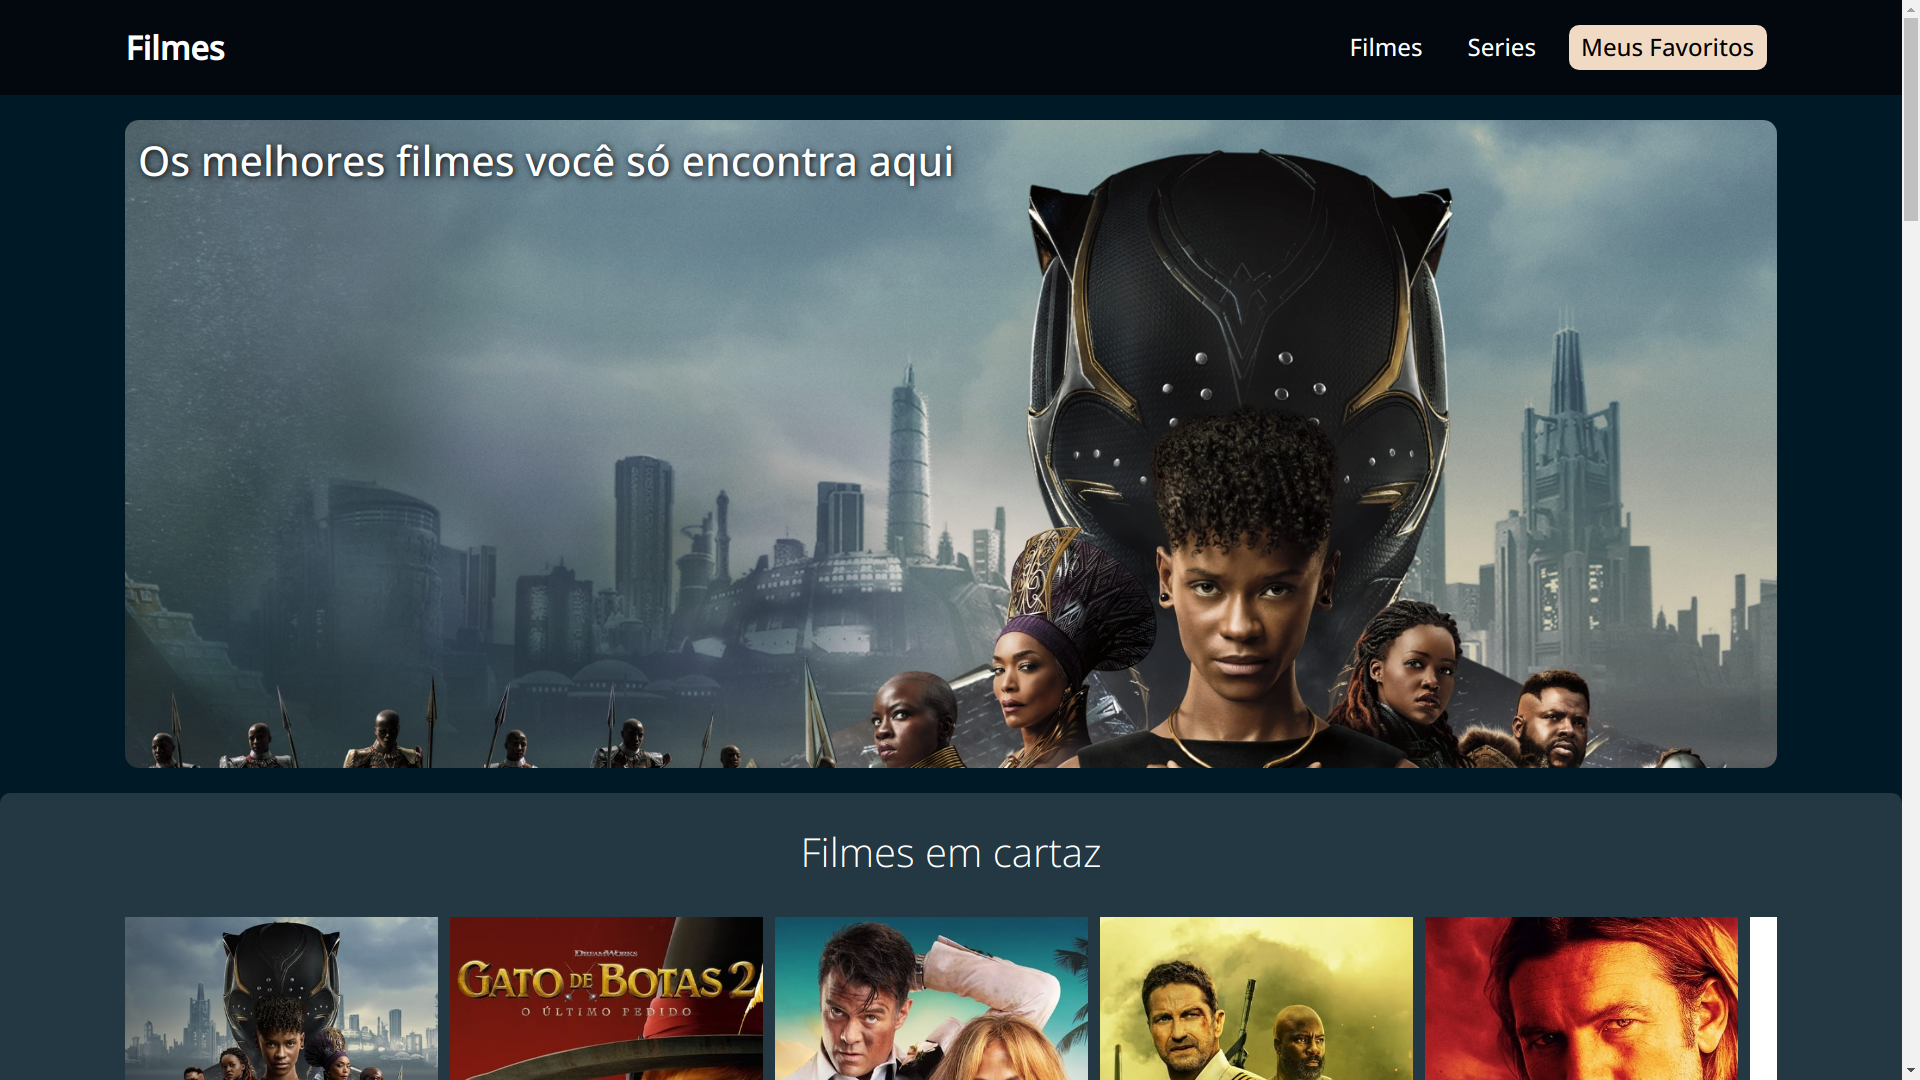 Filmes
Filmes
Series
Meus Favoritos
Os melhores filmes você só encontra aqui
Filmes em cartaz
DREAMWORKS
GATO DE BOTAS 2
O ÚLTIMO PEDIDO